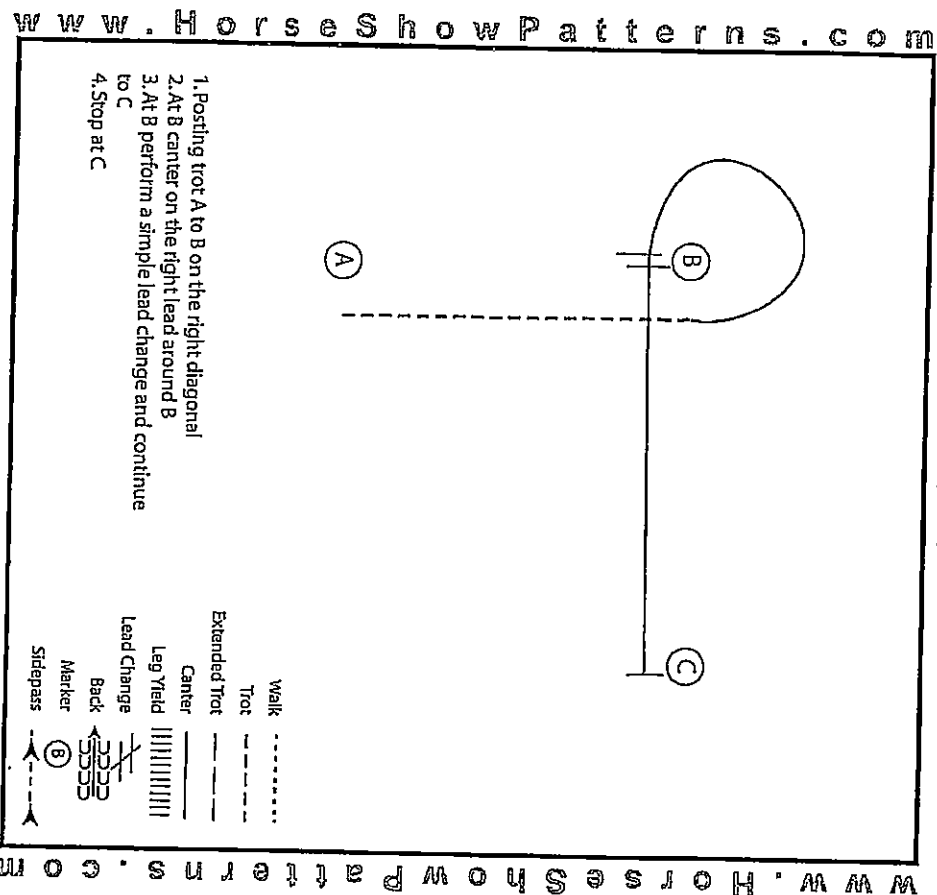 www.HorseShowPatterns.com
1.Posting trot A to B on the right diagonal
2.At B canter on the right lead around B
3.At B perform a simple lead change and continue
to C
4.Stop at C
A
B
C
Walk
Trot
Extended Trot
Canter
Leg Yield
Lead Change
Back
Marker B
Sidepass
www.HorseShowPatterns.com